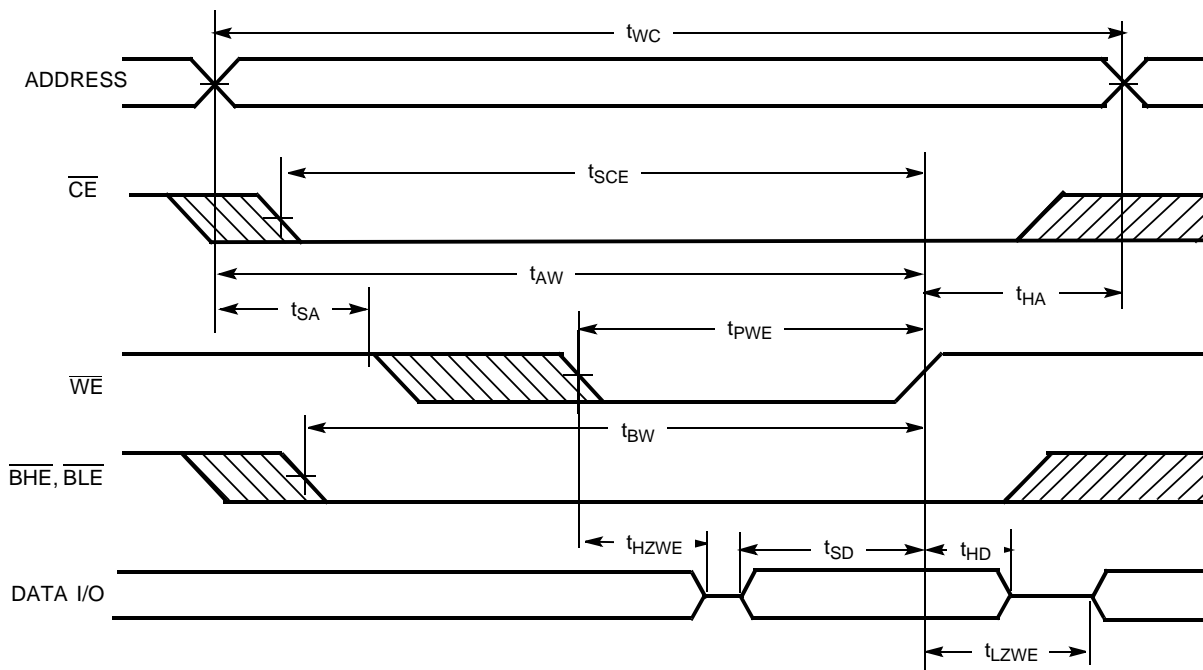 tWC
ADDRESS
tSCE
CE
tAW
tSA
tHA
tPWE
WE
tBW
BHE, BLE
tHZWE
tSD
tHD
DATA I/O
tLZWE